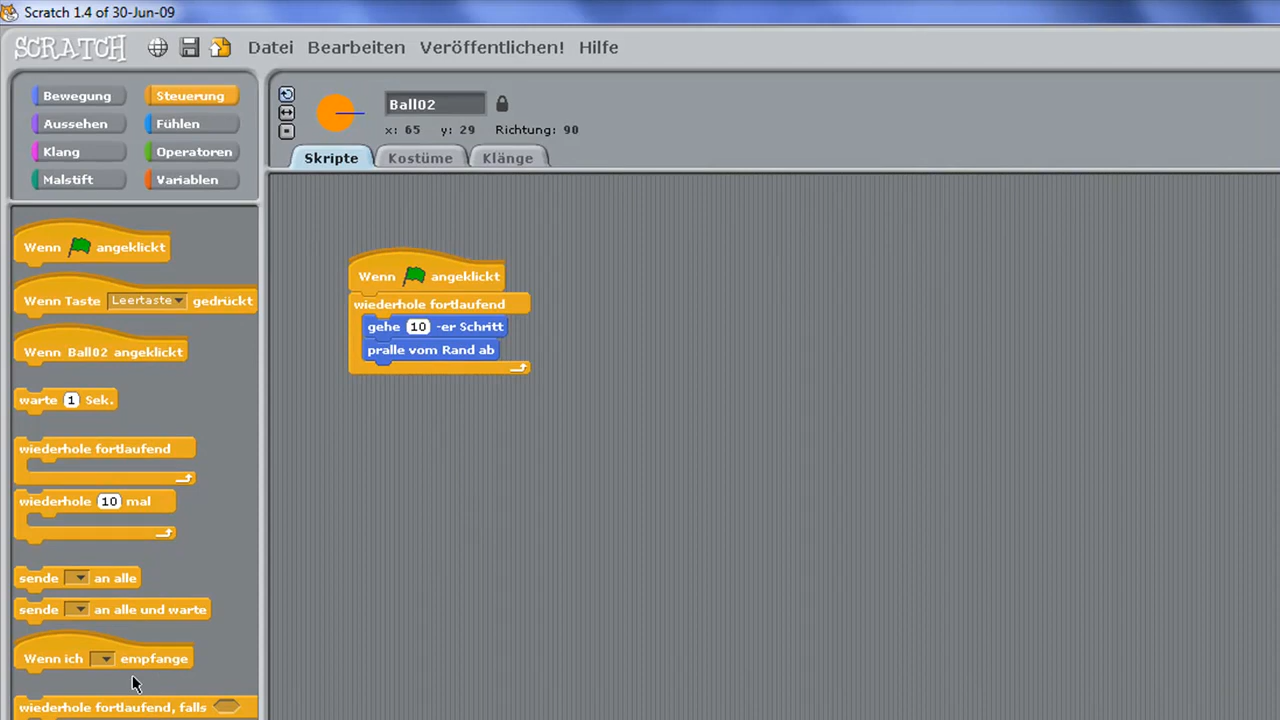 Scratch 1.4 of 30-Jun-09
SCRATCH Datei Bearbeiten Veröffentlichen! Hilfe
Bewegung Steuerung
Aussehen Fühlen
Klang Operatoren
Malstift Variablen
Ball02
x: 65 y: 29 Richtung: 90
Skripte Kostüme Klänge
Wenn angeklickt
Wenn Taste Leertaste gedrückt
Wenn Ball02 angeklickt
warte 1 Sek.
wiederhole fortlaufend
wiederhole 10 mal
sende an alle
sende an alle und warte
Wenn ich empfange
wiederhole fortlaufend, falls
Wenn angeklickt
wiederhole fortlaufend
gehe 10 -er Schritt
pralle vom Rand ab